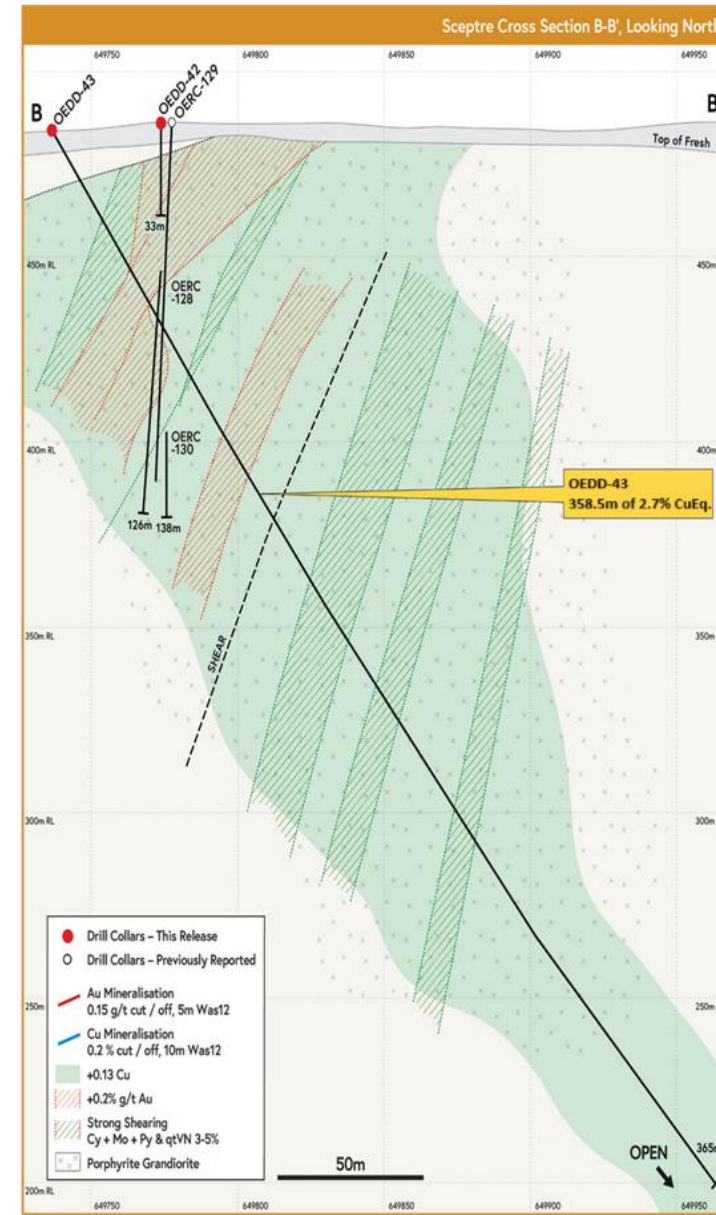 Sceptre Cross Section B-B', Looking North
649750 649800 649850 649900 649950
OEDD-43
OEDD-42
OERC-129
B
B
Top of Fresh
33m
450m RL
450m
OERC
-128
400m RL
400m
OERC
-130
OEDD-43
358.5m of 2.7% CuEq.
126m
138m
350m RL
350m
SHEAR
300m RL
300m
Drill Collars – This Release
Drill Collars – Previously Reported
Au Mineralisation
0.15 g/t cut / off, 5m Was12
Cu Mineralisation
0.2 % cut / off, 10m Was12
+0.13 Cu
+0.2% g/t Au
Strong Shearing
Cy + Mo + Py & qtVN 3-5%
Porphyrite Grandiorite
250m
50m
OPEN
365m
200m RL
200m
649750 649800 649850 649900 649950